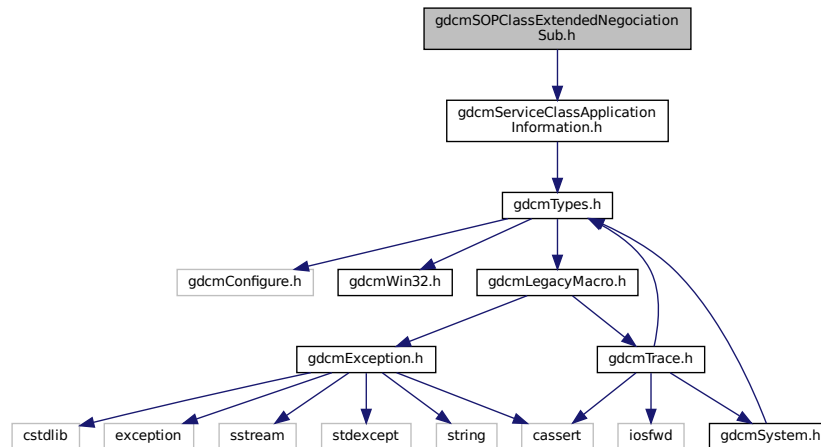 gdcmSOPClassExtendedNegociation
Sub.h
gdcmServiceClassApplication
Information.h
gdcmTypes.h
gdcmConfigure.h
gdcmWin32.h
gdcmLegacyMacro.h
gdcmException.h
gdcmTrace.h
cstdlib
exception
sstream
stdexcept
string
cassert
iosfwd
gdcmSystem.h